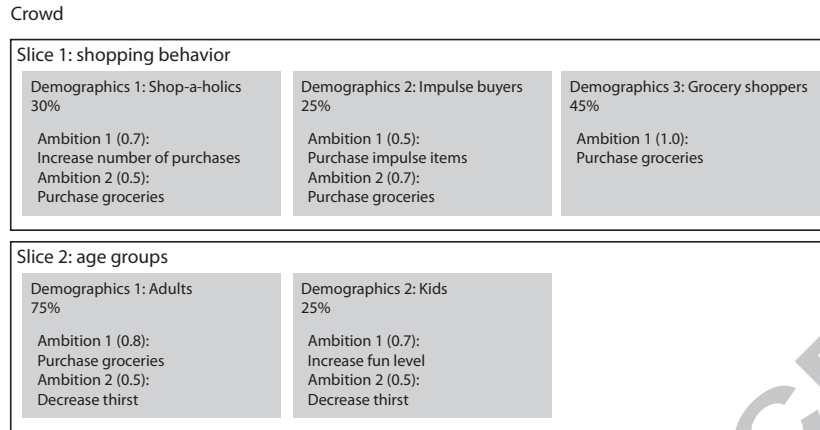 Crowd
Slice 1: shopping behavior
Demographics 1: Shop-a-holics
30%
Ambition 1 (0.7):
Increase number of purchases
Ambition 2 (0.5):
Purchase groceries
Demographics 2: Impulse buyers
25%
Ambition 1 (0.5):
Purchase impulse items
Ambition 2 (0.7):
Purchase groceries
Demographics 3: Grocery shoppers
45%
Ambition 1 (1.0):
Purchase groceries
Slice 2: age groups
Demographics 1: Adults
75%
Ambition 1 (0.8):
Purchase groceries
Ambition 2 (0.5):
Decrease thirst
Demographics 2: Kids
25%
Ambition 1 (0.7):
Increase fun level
Ambition 2 (0.5):
Decrease thirst